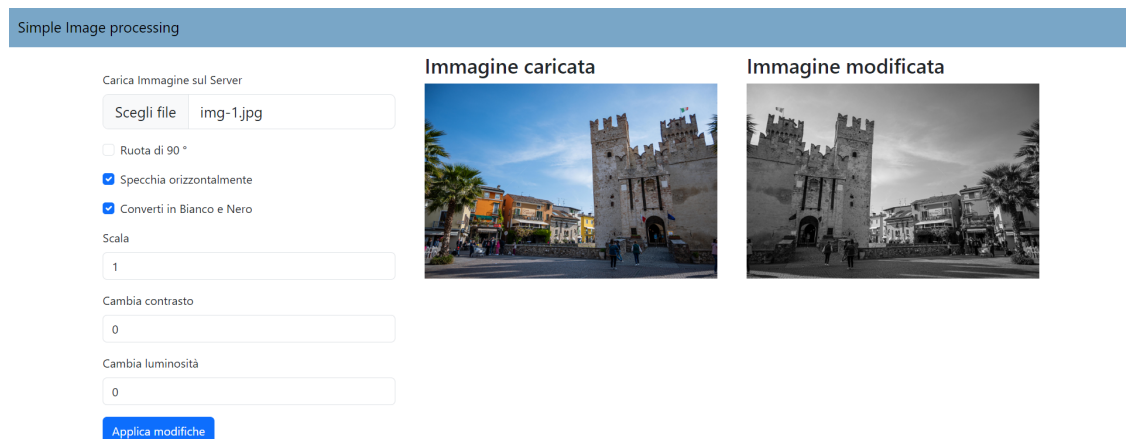 Simple Image processing
Carica Immagine sul Server
Scegli file img-1.jpg
Ruota di 90 °
Specchia orizzontalmente
Converti in Bianco e Nero
Scala
1
Cambia contrasto
0
Cambia luminosità
0
Applica modifiche
Immagine caricata
Immagine modificata